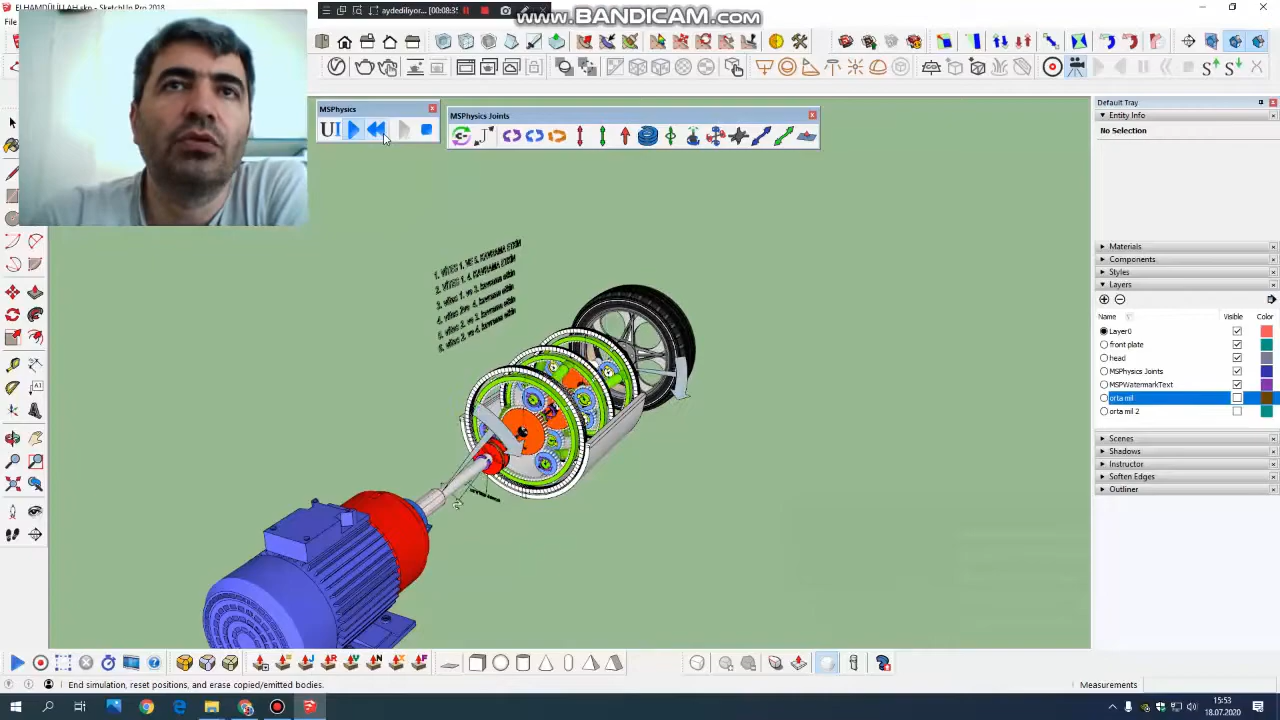 ELHAMDÜLİLLAH.skp - SketchUp Pro 2018
aydediliyor... [00:08:35
www.BANDICAM.com
MSPhysics
UI
MSPhysics Joints
Default Tray
Entity Info
No Selection
Materials
Components
Styles
Layers
Name
Visible
Color
Layer0
front plate
head
MSPhysics Joints
MSPWatermarkText
orta mil
orta mil 2
Scenes
Shadows
Instructor
Soften Edges
Outliner
End simulation, reset positions, and erase copied/emitted bodies.
Measurements
15:53
18.07.2020